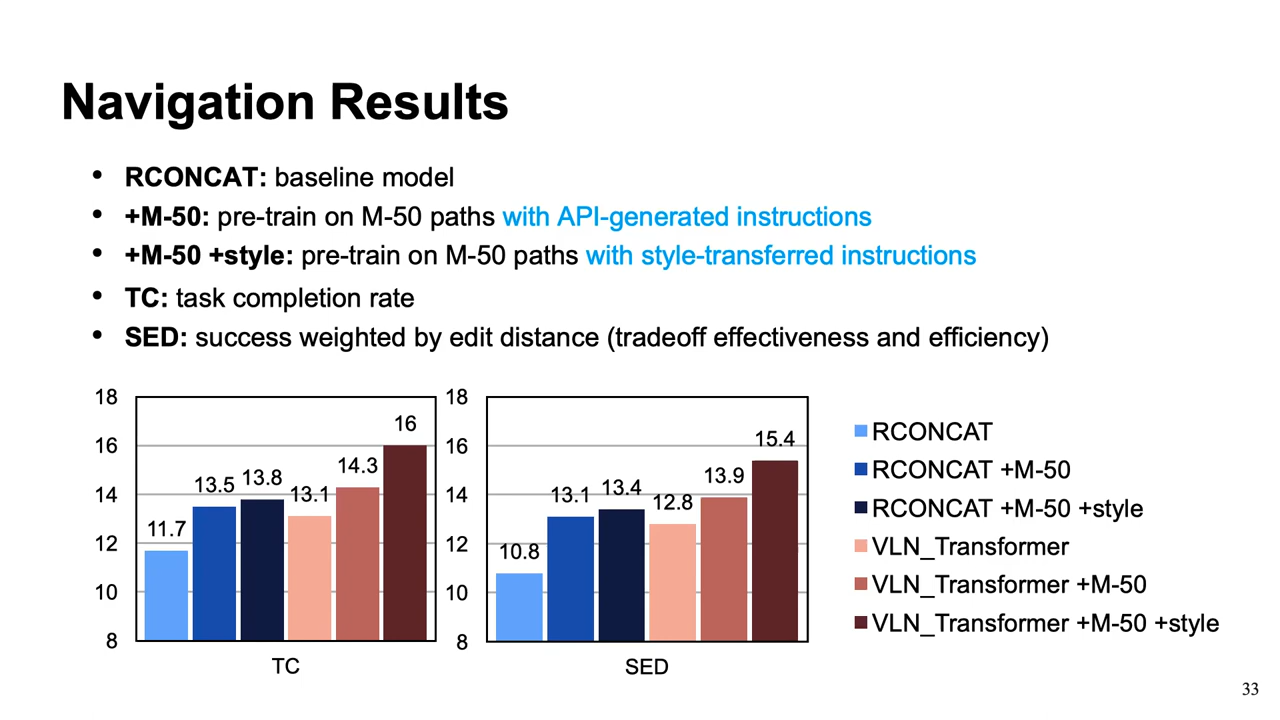 Navigation Results
• RCONCAT: baseline model
• +M-50: pre-train on M-50 paths with API-generated instructions
• +M-50 +style: pre-train on M-50 paths with style-transferred instructions
• TC: task completion rate
• SED: success weighted by edit distance (tradeoff effectiveness and efficiency)
18
16
14
12
10
8
11.7
13.5
13.8
13.1
14.3
16
TC
18
16
14
12
10
8
10.8
13.1
13.4
12.8
13.9
15.4
SED
RCONCAT
RCONCAT +M-50
RCONCAT +M-50 +style
VLN_Transformer
VLN_Transformer +M-50
VLN_Transformer +M-50 +style
33